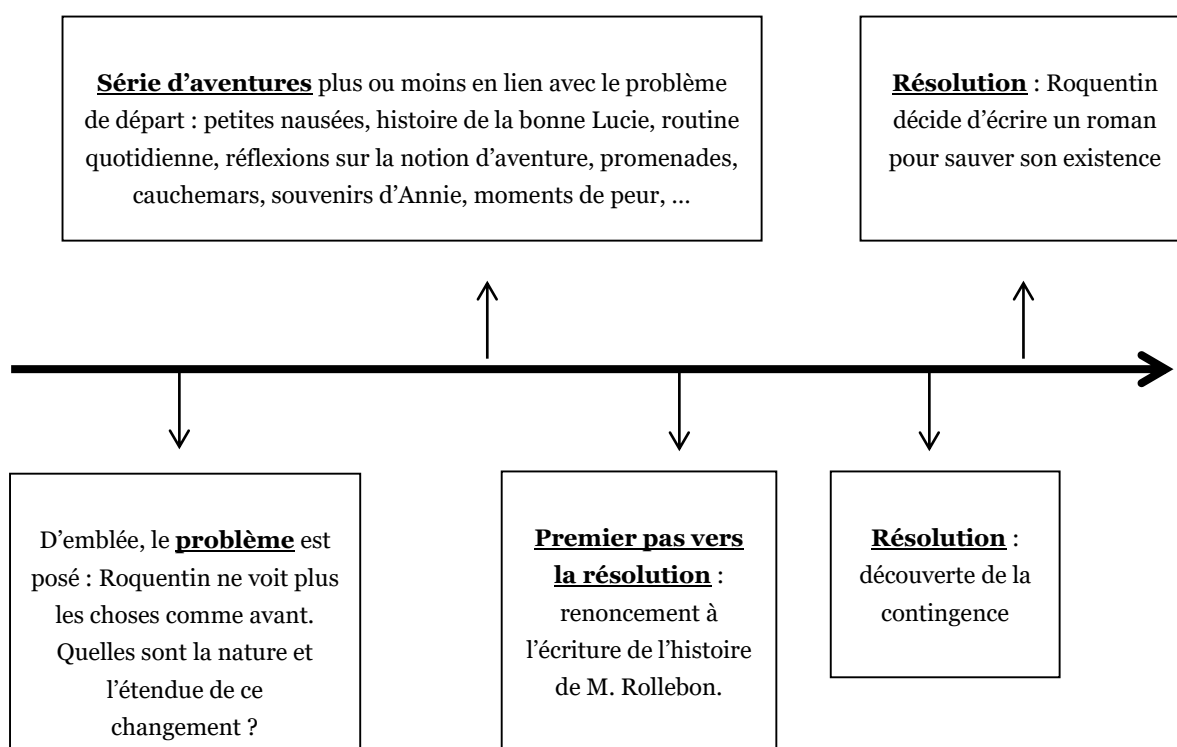 Série d’aventures plus ou moins en lien avec le problème
de départ : petites nausées, histoire de la bonne Lucie, routine
quotidienne, réflexions sur la notion d’aventure, promenades,
cauchemars, souvenirs d’Annie, moments de peur, …
Résolution : Roquentin
décide d’écrire un roman
pour sauver son existence
D’emblée, le problème est
posé : Roquentin ne voit plus
les choses comme avant.
Quelles sont la nature et
l’étendue de ce
changement ?
Premier pas vers
la résolution :
renoncement à
l’écriture de l’histoire
de M. Rollebon.
Résolution :
découverte de la
contingence